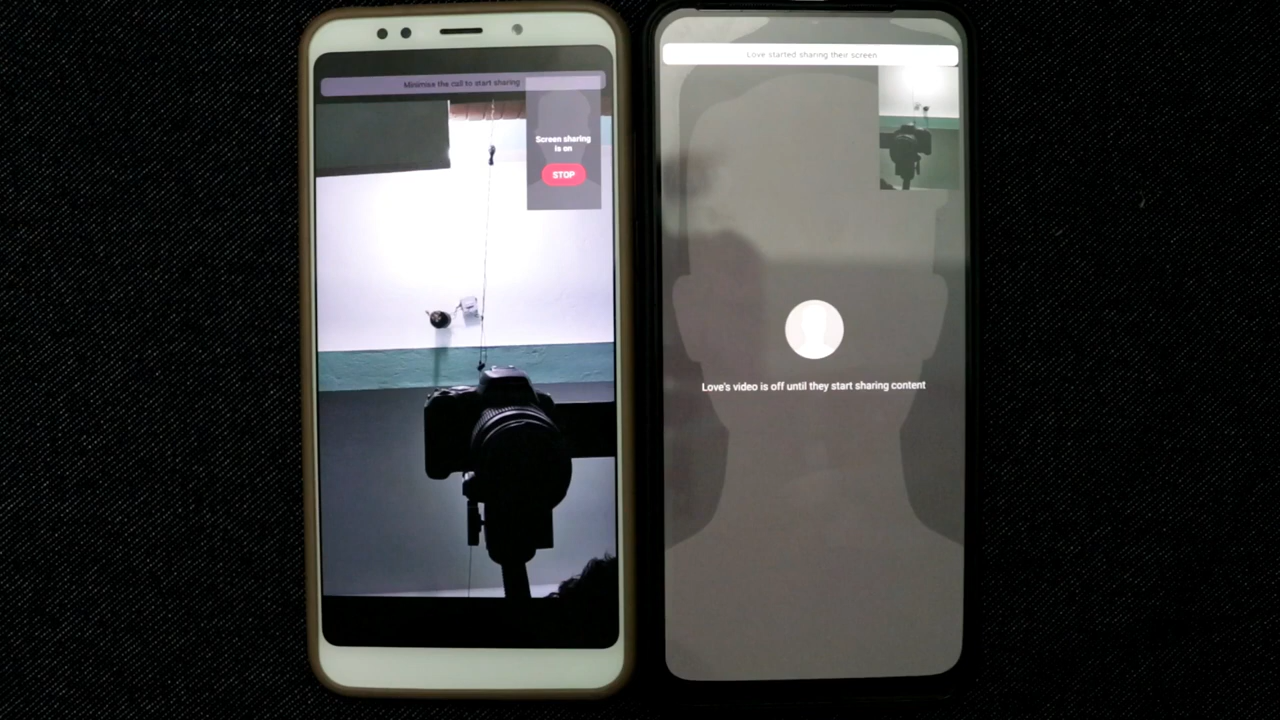 Minimise the call to start sharing
Screen sharing
is on
STOP
Love started sharing their screen
Love's video is off until they start sharing content